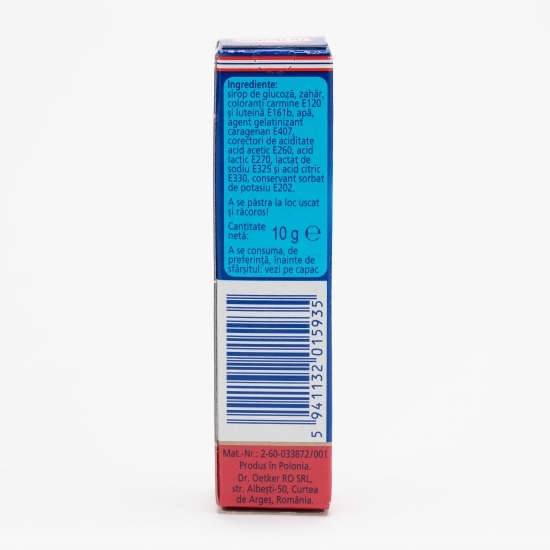 Ingrediente:
sirop de glucoză, zahăr,
coloranți carmine E120
și luteină E161b, apă,
agent gelatinizant
caragenan E407,
corectori de aciditate
acid acetic E260, acid
lactic E270, lactat de
sodiu E325 și acid citric
E330, conservant sorbat
de potasiu E202.
A se păstra la loc uscat
și răcoros!
Cantitate
netă: 10 g ℮
A se consuma, de
preferință, înainte de
sfârșitul: vezi pe capac
5 941132 015935
Mat.-Nr.: 2-60-033872/001
Produs în Polonia.
Dr. Oetker RO SRL,
str. Albești-50, Curtea
de Argeș, România.